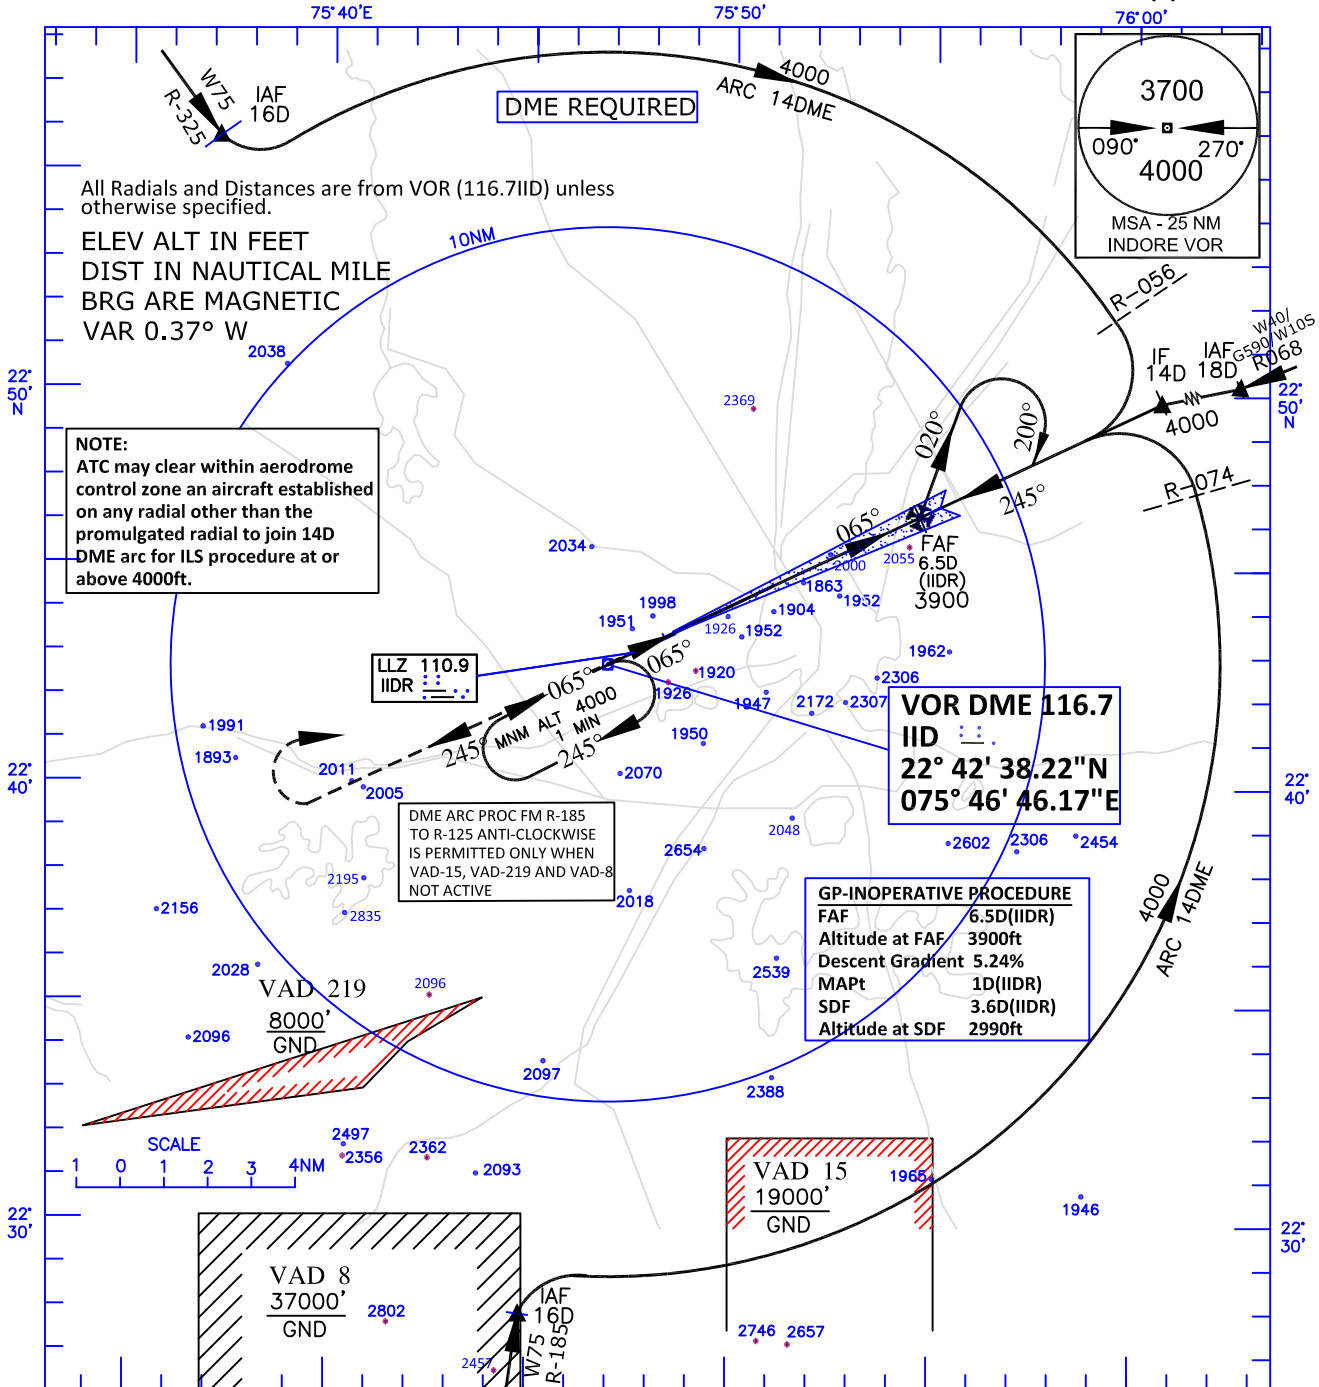 75°40'E
75°50'
76°00'
W75
R-325
IAF
16D
DME REQUIRED
4000
ARC 14DME
3700
090°
270°
4000
MSA - 25 NM
INDORE VOR
All Radials and Distances are from VOR (116.7IID) unless
otherwise specified.
ELEV ALT IN FEET
DIST IN NAUTICAL MILE
BRG ARE MAGNETIC
VAR 0.37° W
10NM
R-056
W40/
G590/W10S
R068
IF
14D
IAF
18D
4000
2038
22°
50'
N
22°
50'
N
2369
020°
200°
245°
R-074
NOTE:
ATC may clear within aerodrome
control zone an aircraft established
on any radial other than the
promulgated radial to join 14D
DME arc for ILS procedure at or
above 4000ft.
2034
065°
2000
2055
FAF
6.5D
(IIDR)
3900
1863
1952
1904
1998
1951
1926
1952
1962
LLZ 110.9
IIDR
065°
065°
1920
1926
1947
2306
2172
2307
MNM ALT 4000
1 MIN
245°
245°
1950
2070
VOR DME 116.7
IID
22° 42' 38.22"N
075° 46' 46.17"E
1991
1893
2011
2005
22°
40'
22°
40'
DME ARC PROC FM R-185
TO R-125 ANTI-CLOCKWISE
IS PERMITTED ONLY WHEN
VAD-15, VAD-219 AND VAD-8
NOT ACTIVE
2048
2654
2602
2306
2454
2195
2018
2156
2835
GP-INOPERATIVE PROCEDURE
FAF 6.5D(IIDR)
Altitude at FAF 3900ft
Descent Gradient 5.24%
MAPt 1D(IIDR)
SDF 3.6D(IIDR)
Altitude at SDF 2990ft
4000
ARC 14DME
2028
2539
VAD 219
8000'
GND
2096
2096
2097
2388
2497
2356
2362
2093
SCALE
1 0 1 2 3 4NM
VAD 15
19000'
GND
1965
1946
22°
30'
22°
30'
VAD 8
37000'
GND
2802
2457
IAF
16D
W75
R-185
2746
2657